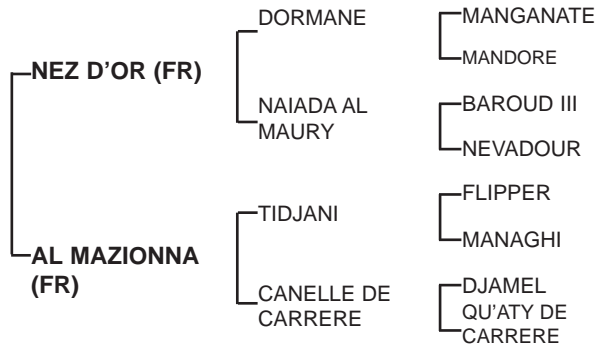 DORMANE
MANGANATE
NEZ D'OR (FR)
MANDORE
NAIADA AL
MAURY
BAROUD III
NEVADOUR
FLIPPER
TIDJANI
MANAGHI
AL MAZIONNA
(FR)
CANELLE DE
CARRERE
DJAMEL
QU'ATY DE
CARRERE